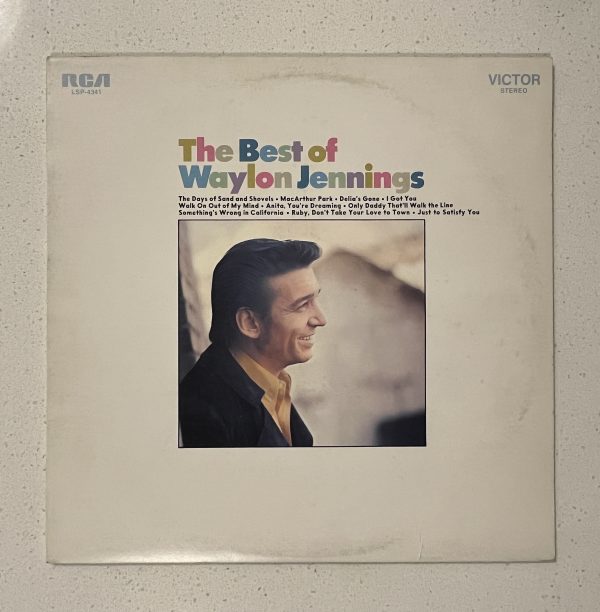 RCA
LSP-4341
VICTOR
STEREO
The Best of
Waylon Jennings
The Days of Sand and Shovels • MacArthur Park • Delia's Gone • I Got You
Walk On Out of My Mind • Anita, You're Dreaming • Only Daddy That'll Walk the Line
Something's Wrong in California • Ruby, Don't Take Your Love to Town • Just to Satisfy You